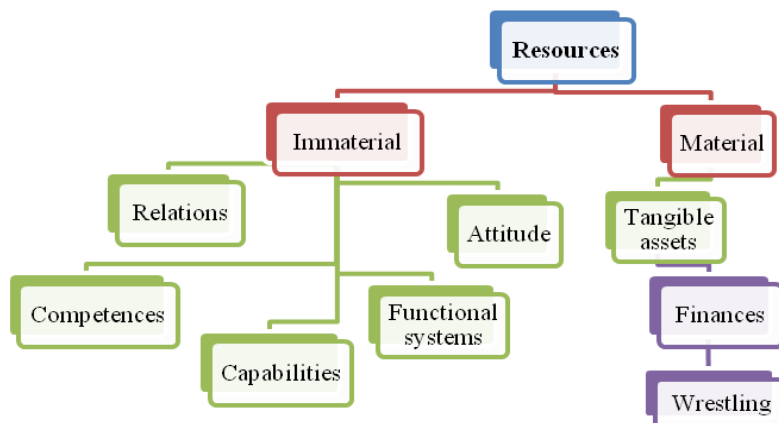 Resources
Immaterial
Material
Relations
Attitude
Tangible
assets
Competences
Functional
systems
Finances
Capabilities
Wrestling